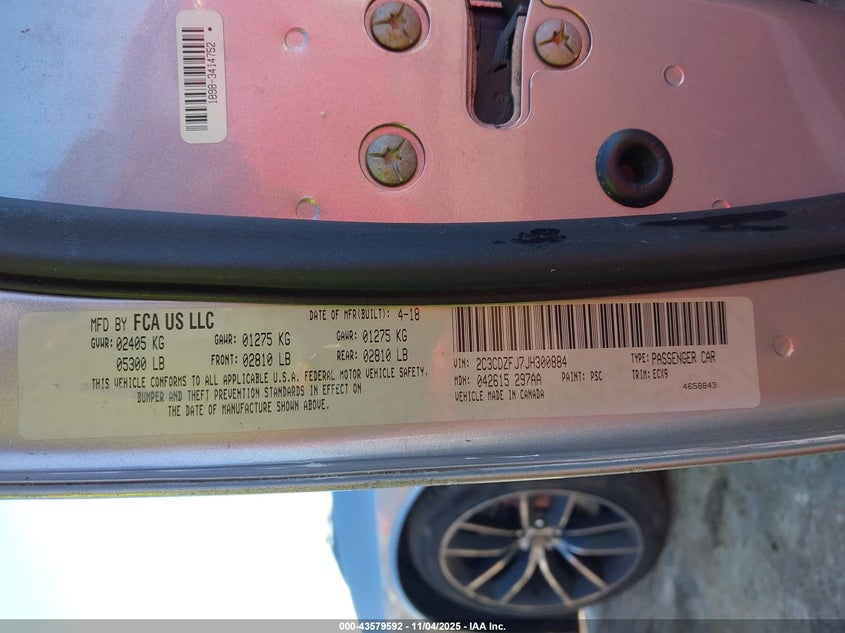 1090-3414752
MFD BY FCA US LLC DATE OF MFR(BUILT): 4-18
GVWR: 02405 KG GAWR: 01275 KG GAWR: 01275 KG
05300 LB FRONT: 02810 LB REAR: 02810 LB
THIS VEHICLE CONFORMS TO ALL APPLICABLE U.S.A. FEDERAL MOTOR VEHICLE SAFETY,
BUMPER AND THEFT PREVENTION STANDARDS IN EFFECT ON
THE DATE OF MANUFACTURE SHOWN ABOVE.
VIN: 2C3CDZFJ7JH300884 TYPE: PASSENGER CAR
MDH: 042615 297AA PAINT: PSC TRIM: ECX9
VEHICLE MADE IN CANADA 4658843
000-43579592 - 11/04/2025 - IAA Inc.